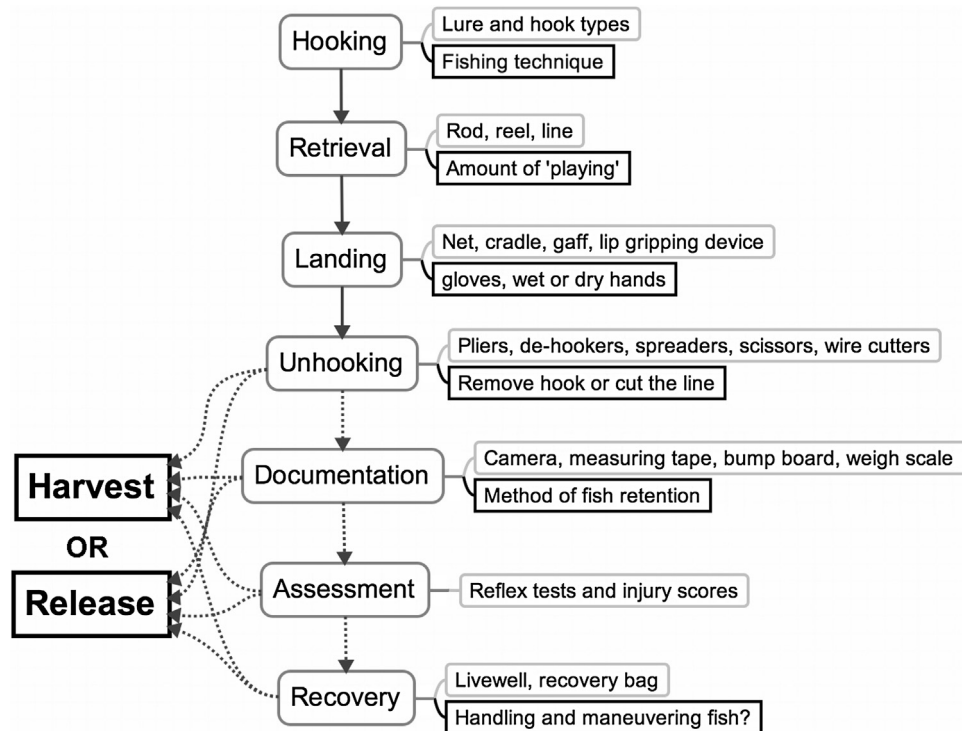 Hooking
Lure and hook types
Fishing technique
Retrieval
Rod, reel, line
Amount of 'playing'
Landing
Net, cradle, gaff, lip gripping device
gloves, wet or dry hands
Unhooking
Pliers, de-hookers, spreaders, scissors, wire cutters
Remove hook or cut the line
Documentation
Camera, measuring tape, bump board, weigh scale
Method of fish retention
Harvest
OR
Release
Assessment
Reflex tests and injury scores
Recovery
Livewell, recovery bag
Handling and maneuvering fish?